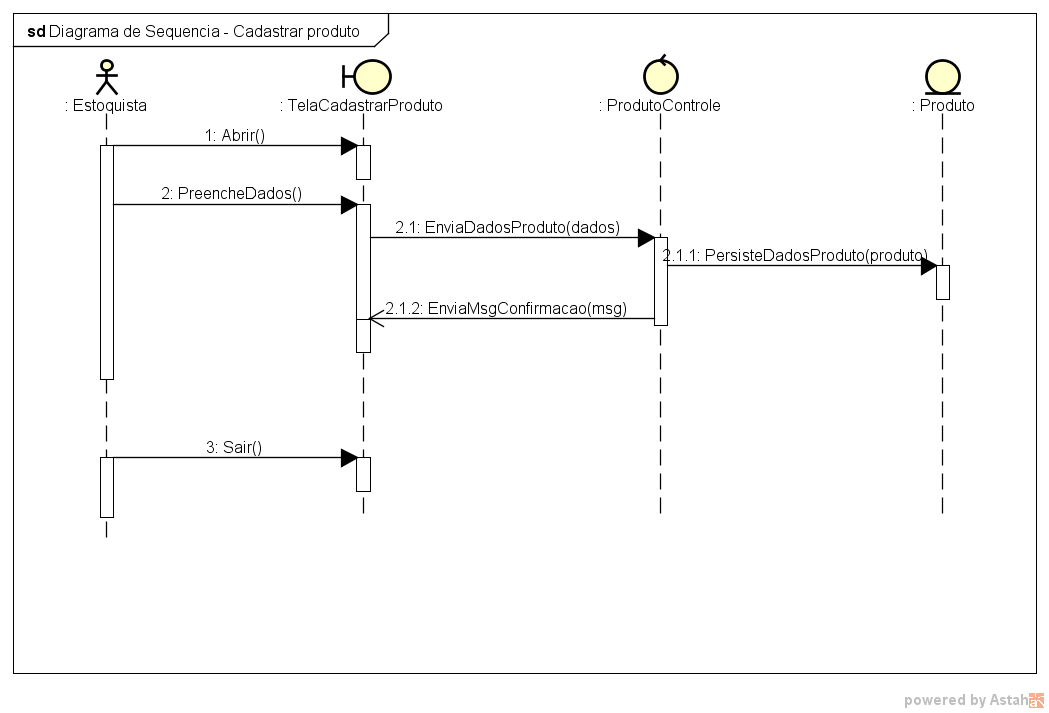 sd Diagrama de Sequencia - Cadastrar produto
: Estoquista
: TelaCadastrarProduto
: ProdutoControle
: Produto
1: Abrir()
2: PreencheDados()
2.1: EnviaDadosProduto(dados)
2.1.1: PersisteDadosProduto(produto)
2.1.2: EnviaMsgConfirmacao(msg)
3: Sair()
powered by Astah